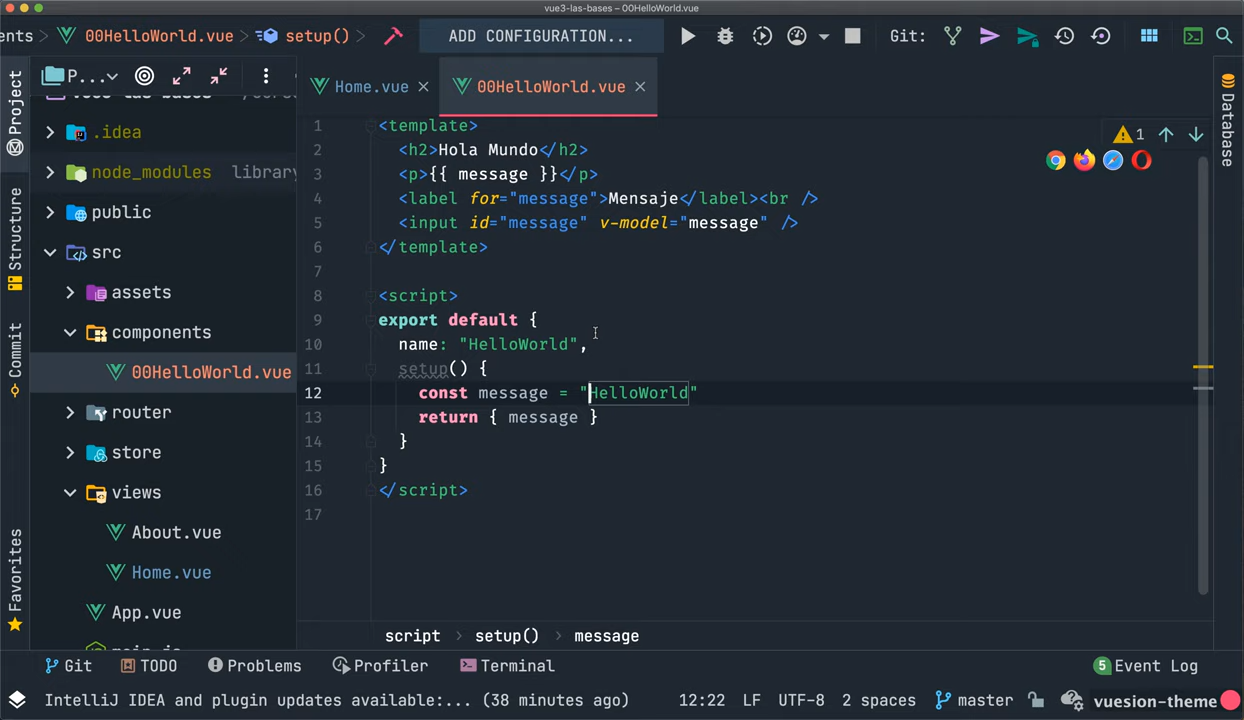 vue3-las-bases – 00HelloWorld.vue
ents 00HelloWorld.vue setup() ADD CONFIGURATION... Git:
Project P... Home.vue 00HelloWorld.vue Database
.idea
node_modules library
public
src
assets
components
00HelloWorld.vue
router
store
views
About.vue
Home.vue
App.vue
Structure
Commit
Favorites
1
1 <template>
2 <h2>Hola Mundo</h2>
3 <p>{{ message }}</p>
4 <label for="message">Mensaje</label><br />
5 <input id="message" v-model="message" />
6 </template>
7
8 <script>
9 export default {
10 name: "HelloWorld",
11 setup() {
12 const message = "HelloWorld"
13 return { message }
14 }
15 }
16 </script>
17
script > setup() > message
Git TODO Problems Profiler Terminal 5 Event Log
IntelliJ IDEA and plugin updates available:... (38 minutes ago) 12:22 LF UTF-8 2 spaces master vuesion-theme